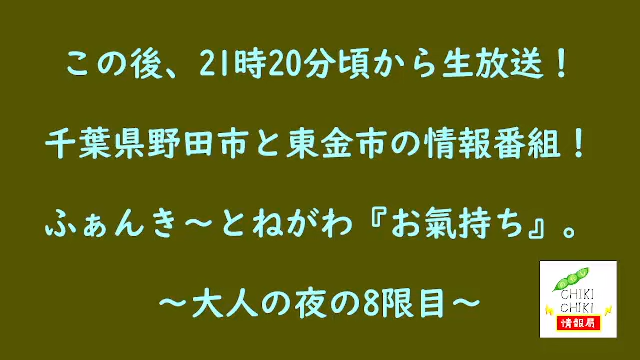 この後、21時20分頃から生放送！
千葉県野田市と東金市の情報番組！
ふぁんき～とねがわ『お氣持ち』。
～大人の夜の8限目～
CHIKI
CHIKI
情報局